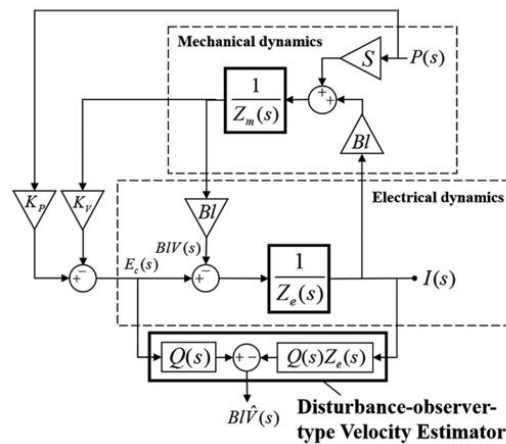 Mechanical dynamics
S
P(s)
+
+
1
Z_m(s)
Bl
K_P
K_V
Bl
Electrical dynamics
BlV(s)
−
E_c(s)
−
1
Z_e(s)
I(s)
Q(s)
+
−
−
Q(s)Z_e(s)
BlV̂(s)
Disturbance-observer-
type Velocity Estimator